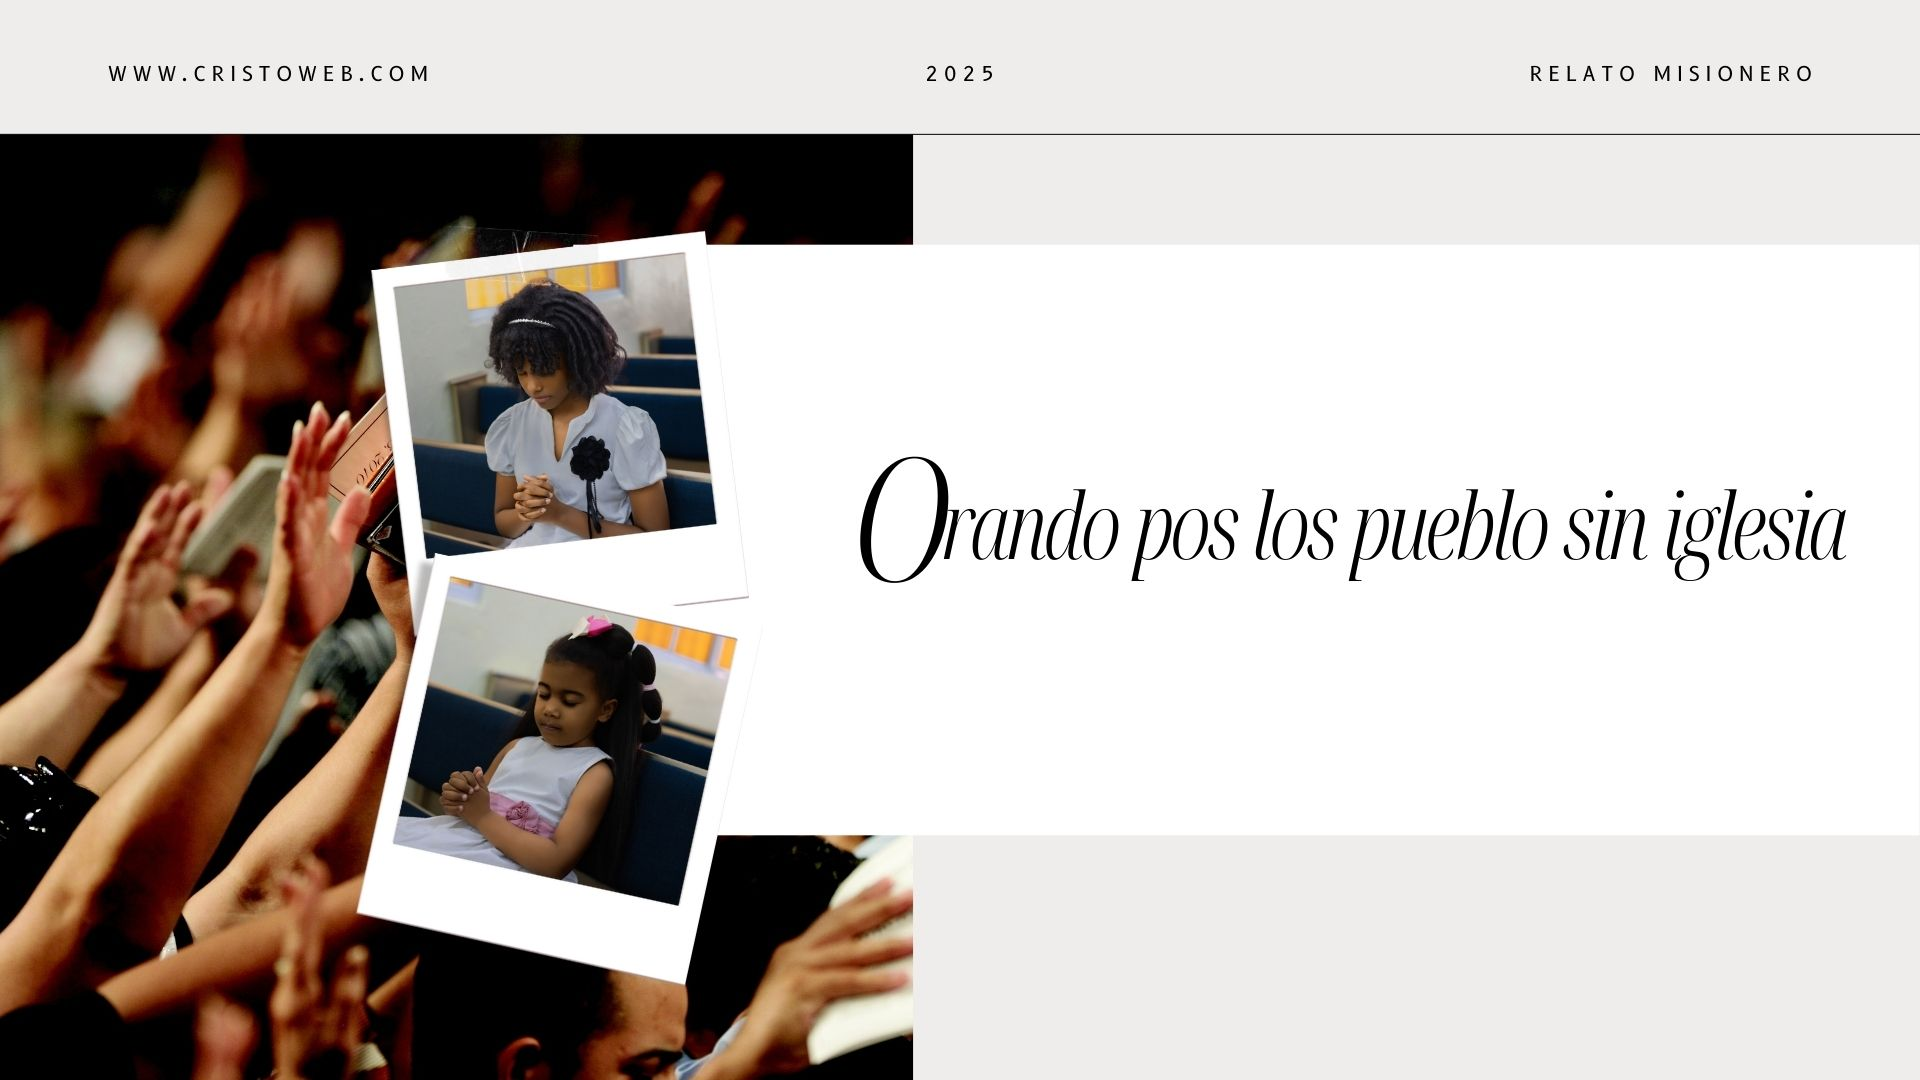 WWW.CRISTOWEB.COM
2025
RELATO MISIONERO
Orando pos los pueblo sin iglesia